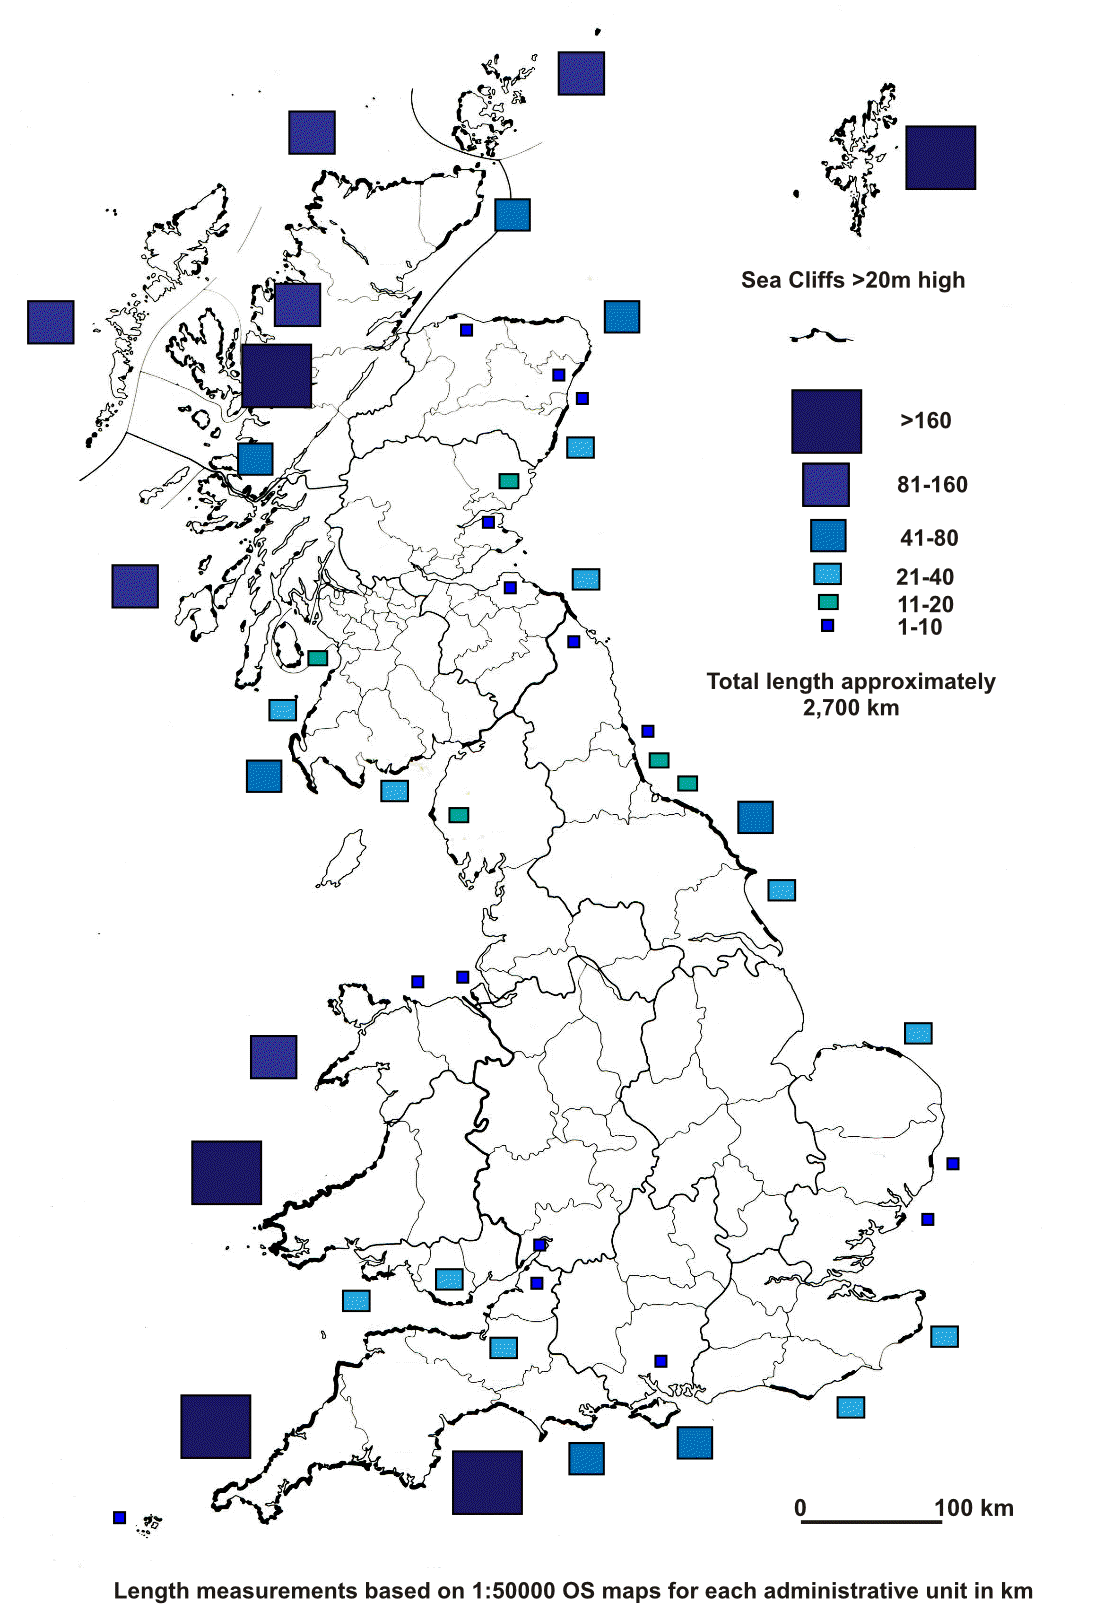 Sea Cliffs >20m high
>160
81-160
41-80
21-40
11-20
1-10
Total length approximately
2,700 km
0 100 km
Length measurements based on 1:50000 OS maps for each administrative unit in km